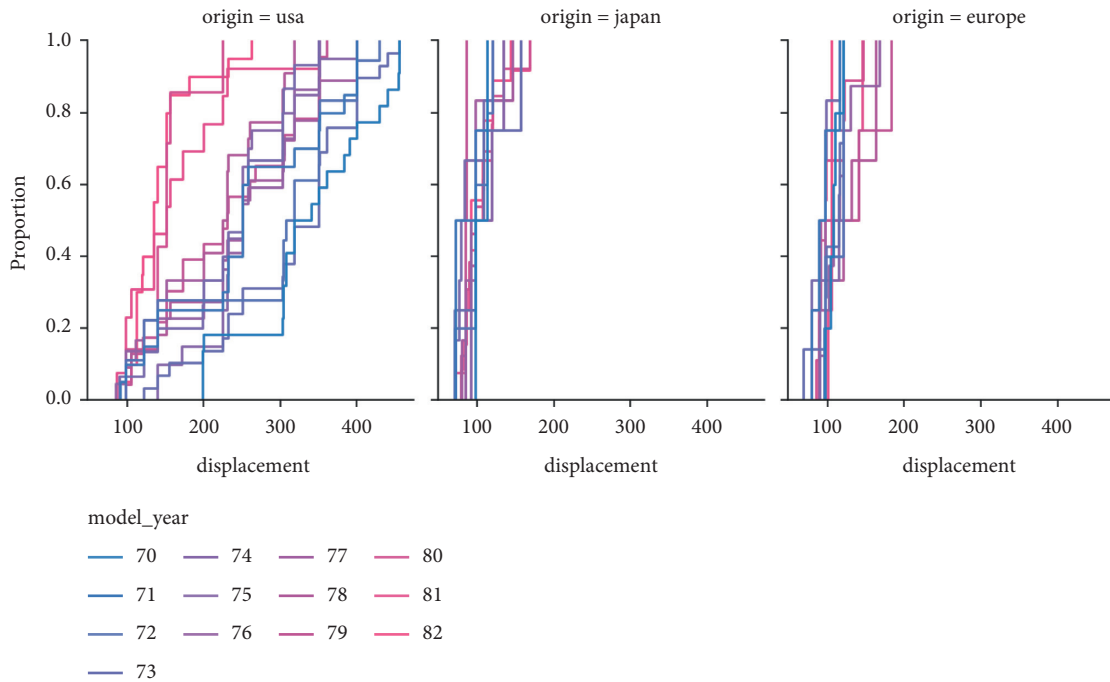 origin = usa
origin = japan
origin = europe
Proportion
1.0
0.8
0.6
0.4
0.2
0.0
100 200 300 400
100 200 300 400
100 200 300 400
displacement
displacement
displacement
model_year
70 74 77 80
71 75 78 81
72 76 79 82
73